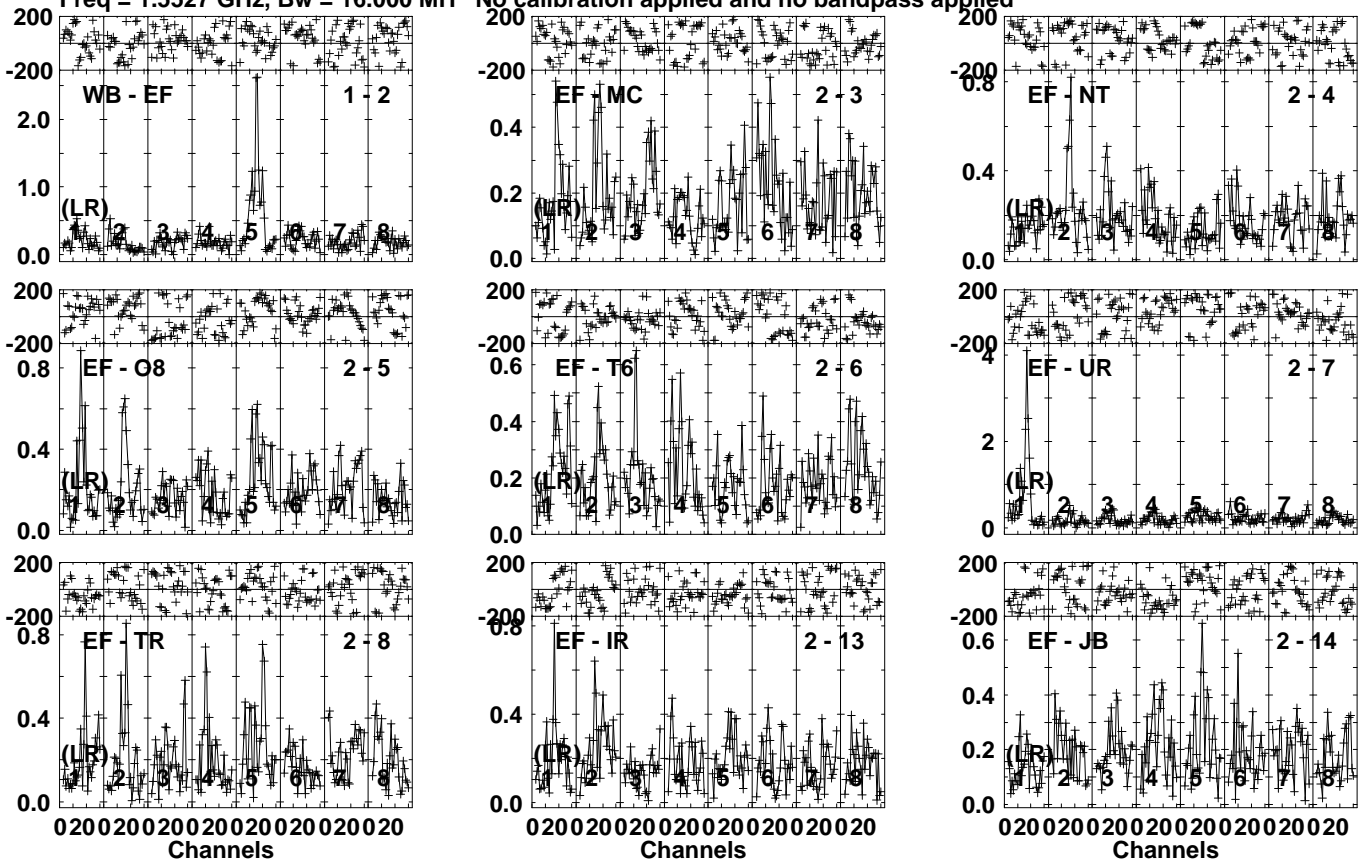 Freq = 1.5527 GHz, Bw = 16.000 MH No calibration applied and no bandpass applied
200 200 200
-200 -200 -200
WB - EF 1 - 2 EF - MC 2 - 3 EF - NT 2 - 4
0.8
2.0 0.4
1.0 0.2 0.4
(LR) (LR) (LR)
1 2 3 4 5 6 7 8 1 2 3 4 5 6 7 8 1 2 3 4 5 6 7 8
0.0 0.0 0.0
200 200 200
-200 -200 -200
EF - O8 2 - 5 EF - T6 2 - 6 EF - UR 2 - 7
0.8 0.6 4
0.4 0.4 2
0.2
(LR) (LR) (LR)
1 2 3 4 5 6 7 8 1 2 3 4 5 6 7 8 1 2 3 4 5 6 7 8
0.0 0.0 0
200 200 200
-200 -200 -200
EF - TR 2 - 8 EF - IR 2 - 13 EF - JB 2 - 14
0.8 0.8 0.6
0.4 0.4 0.4
0.2
(LR) (LR) (LR)
1 2 3 4 5 6 7 8 1 2 3 4 5 6 7 8 1 2 3 4 5 6 7 8
0.0 0.0 0.0
0 20 0 20 0 20 0 20 0 20 0 20 0 20 0 20 0 20 0 20 0 20 0 20 0 20 0 20 0 20 0 20 0 20 0 20 0 20 0 20 0 20 0 20 0 20 0 20
Channels Channels Channels